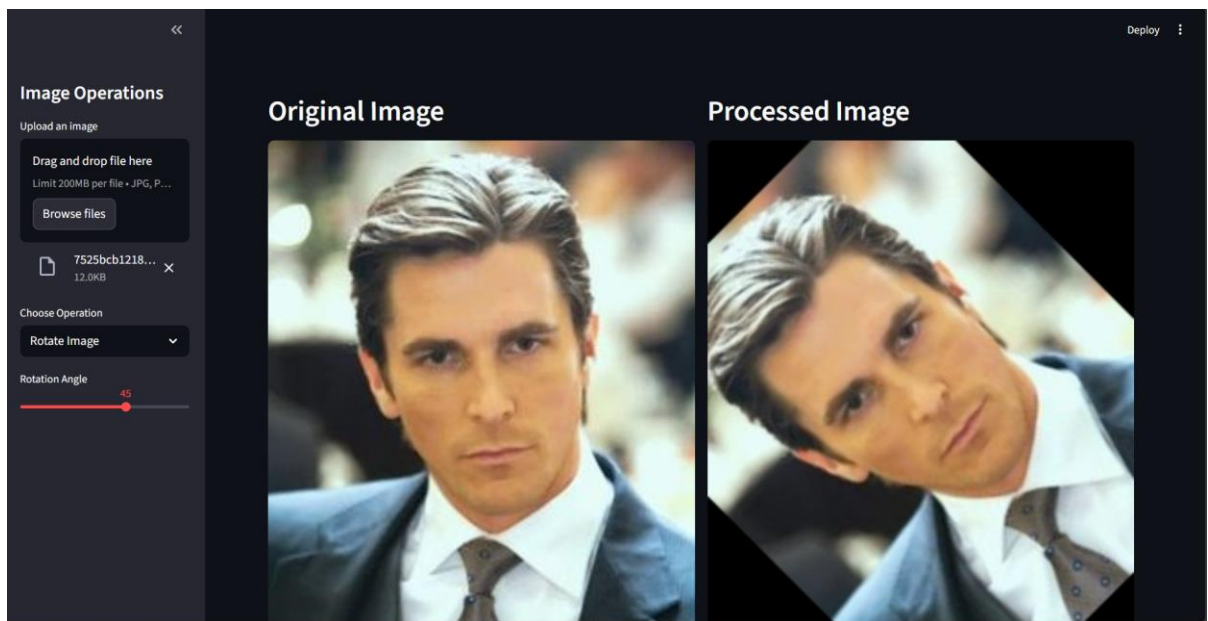 Deploy
Image Operations
Upload an image
Drag and drop file here
Limit 200MB per file • JPG, P...
Browse files
7525bcb1218...
12.0KB
Choose Operation
Rotate Image
Rotation Angle
45
Original Image
Processed Image